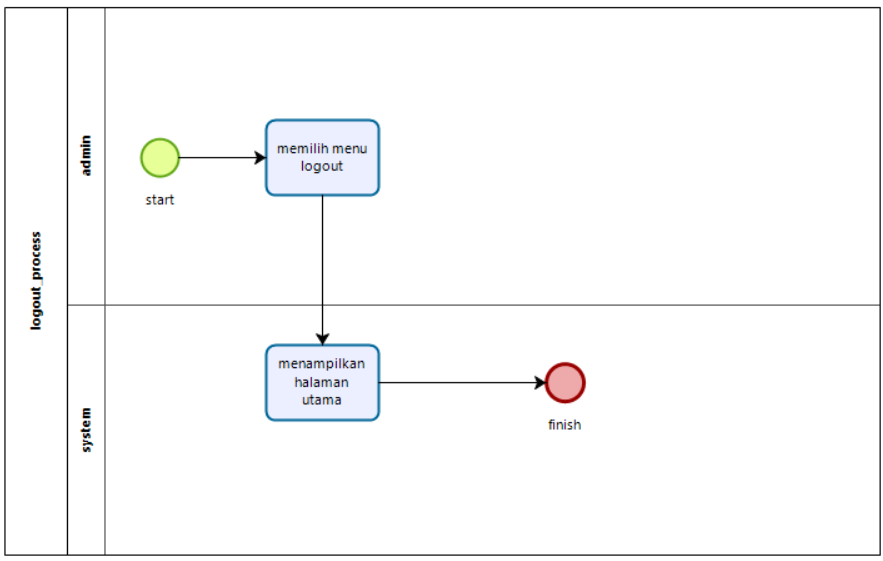 logout_process
admin
start
memilih menu
logout
system
menampilkan
halaman
utama
finish